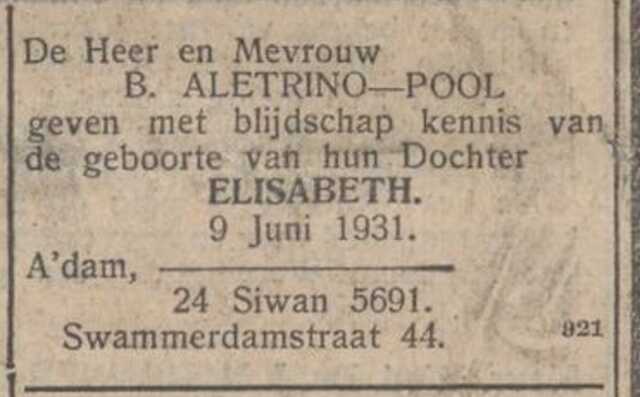 De Heer en Mevrouw
B. ALETRINO—POOL
geven met blijdschap kennis van
de geboorte van hun Dochter
ELISABETH.
9 Juni 1931.
A'dam, ————
24 Siwan 5691.
Swammerdamstraat 44. 921